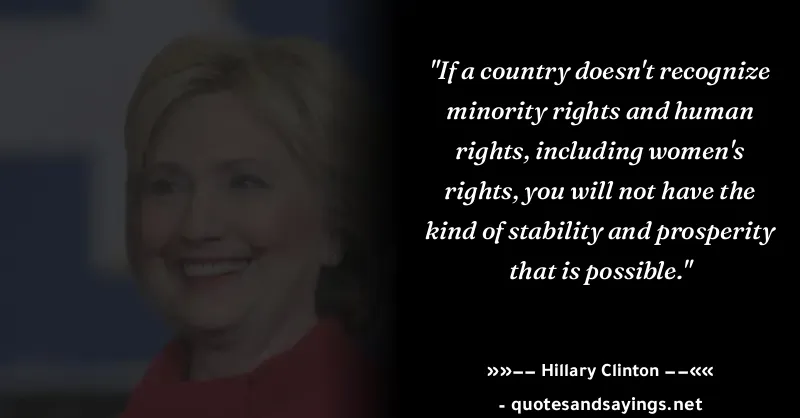 "If a country doesn't recognize
minority rights and human
rights, including women's
rights, you will not have the
kind of stability and prosperity
that is possible."
»»−− Hillary Clinton −−««
- quotesandsayings.net